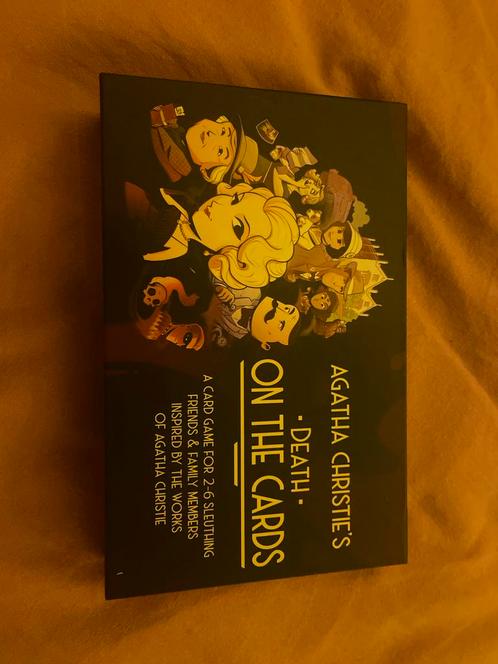 AGATHA CHRISTIE'S
• DEATH •
ON THE CARDS
A CARD GAME FOR 2-6 SLEUTHING
FRIENDS & FAMILY MEMBERS
INSPIRED BY THE WORKS
OF AGATHA CHRISTIE